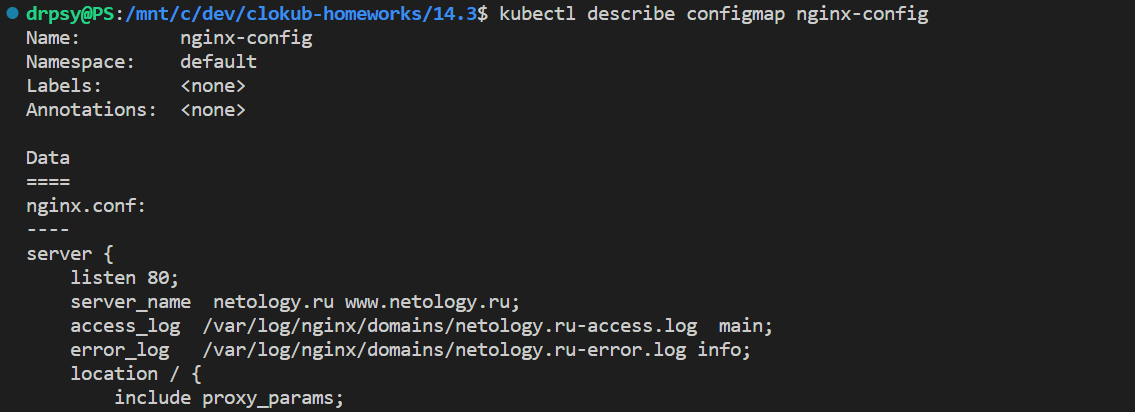 drpsy@PS:/mnt/c/dev/clokub-homeworks/14.3$ kubectl describe configmap nginx-config
Name:         nginx-config
Namespace:    default
Labels:       <none>
Annotations:  <none>

Data
====
nginx.conf:
----
server {
    listen 80;
    server_name  netology.ru www.netology.ru;
    access_log  /var/log/nginx/domains/netology.ru-access.log  main;
    error_log   /var/log/nginx/domains/netology.ru-error.log info;
    location / {
        include proxy_params;